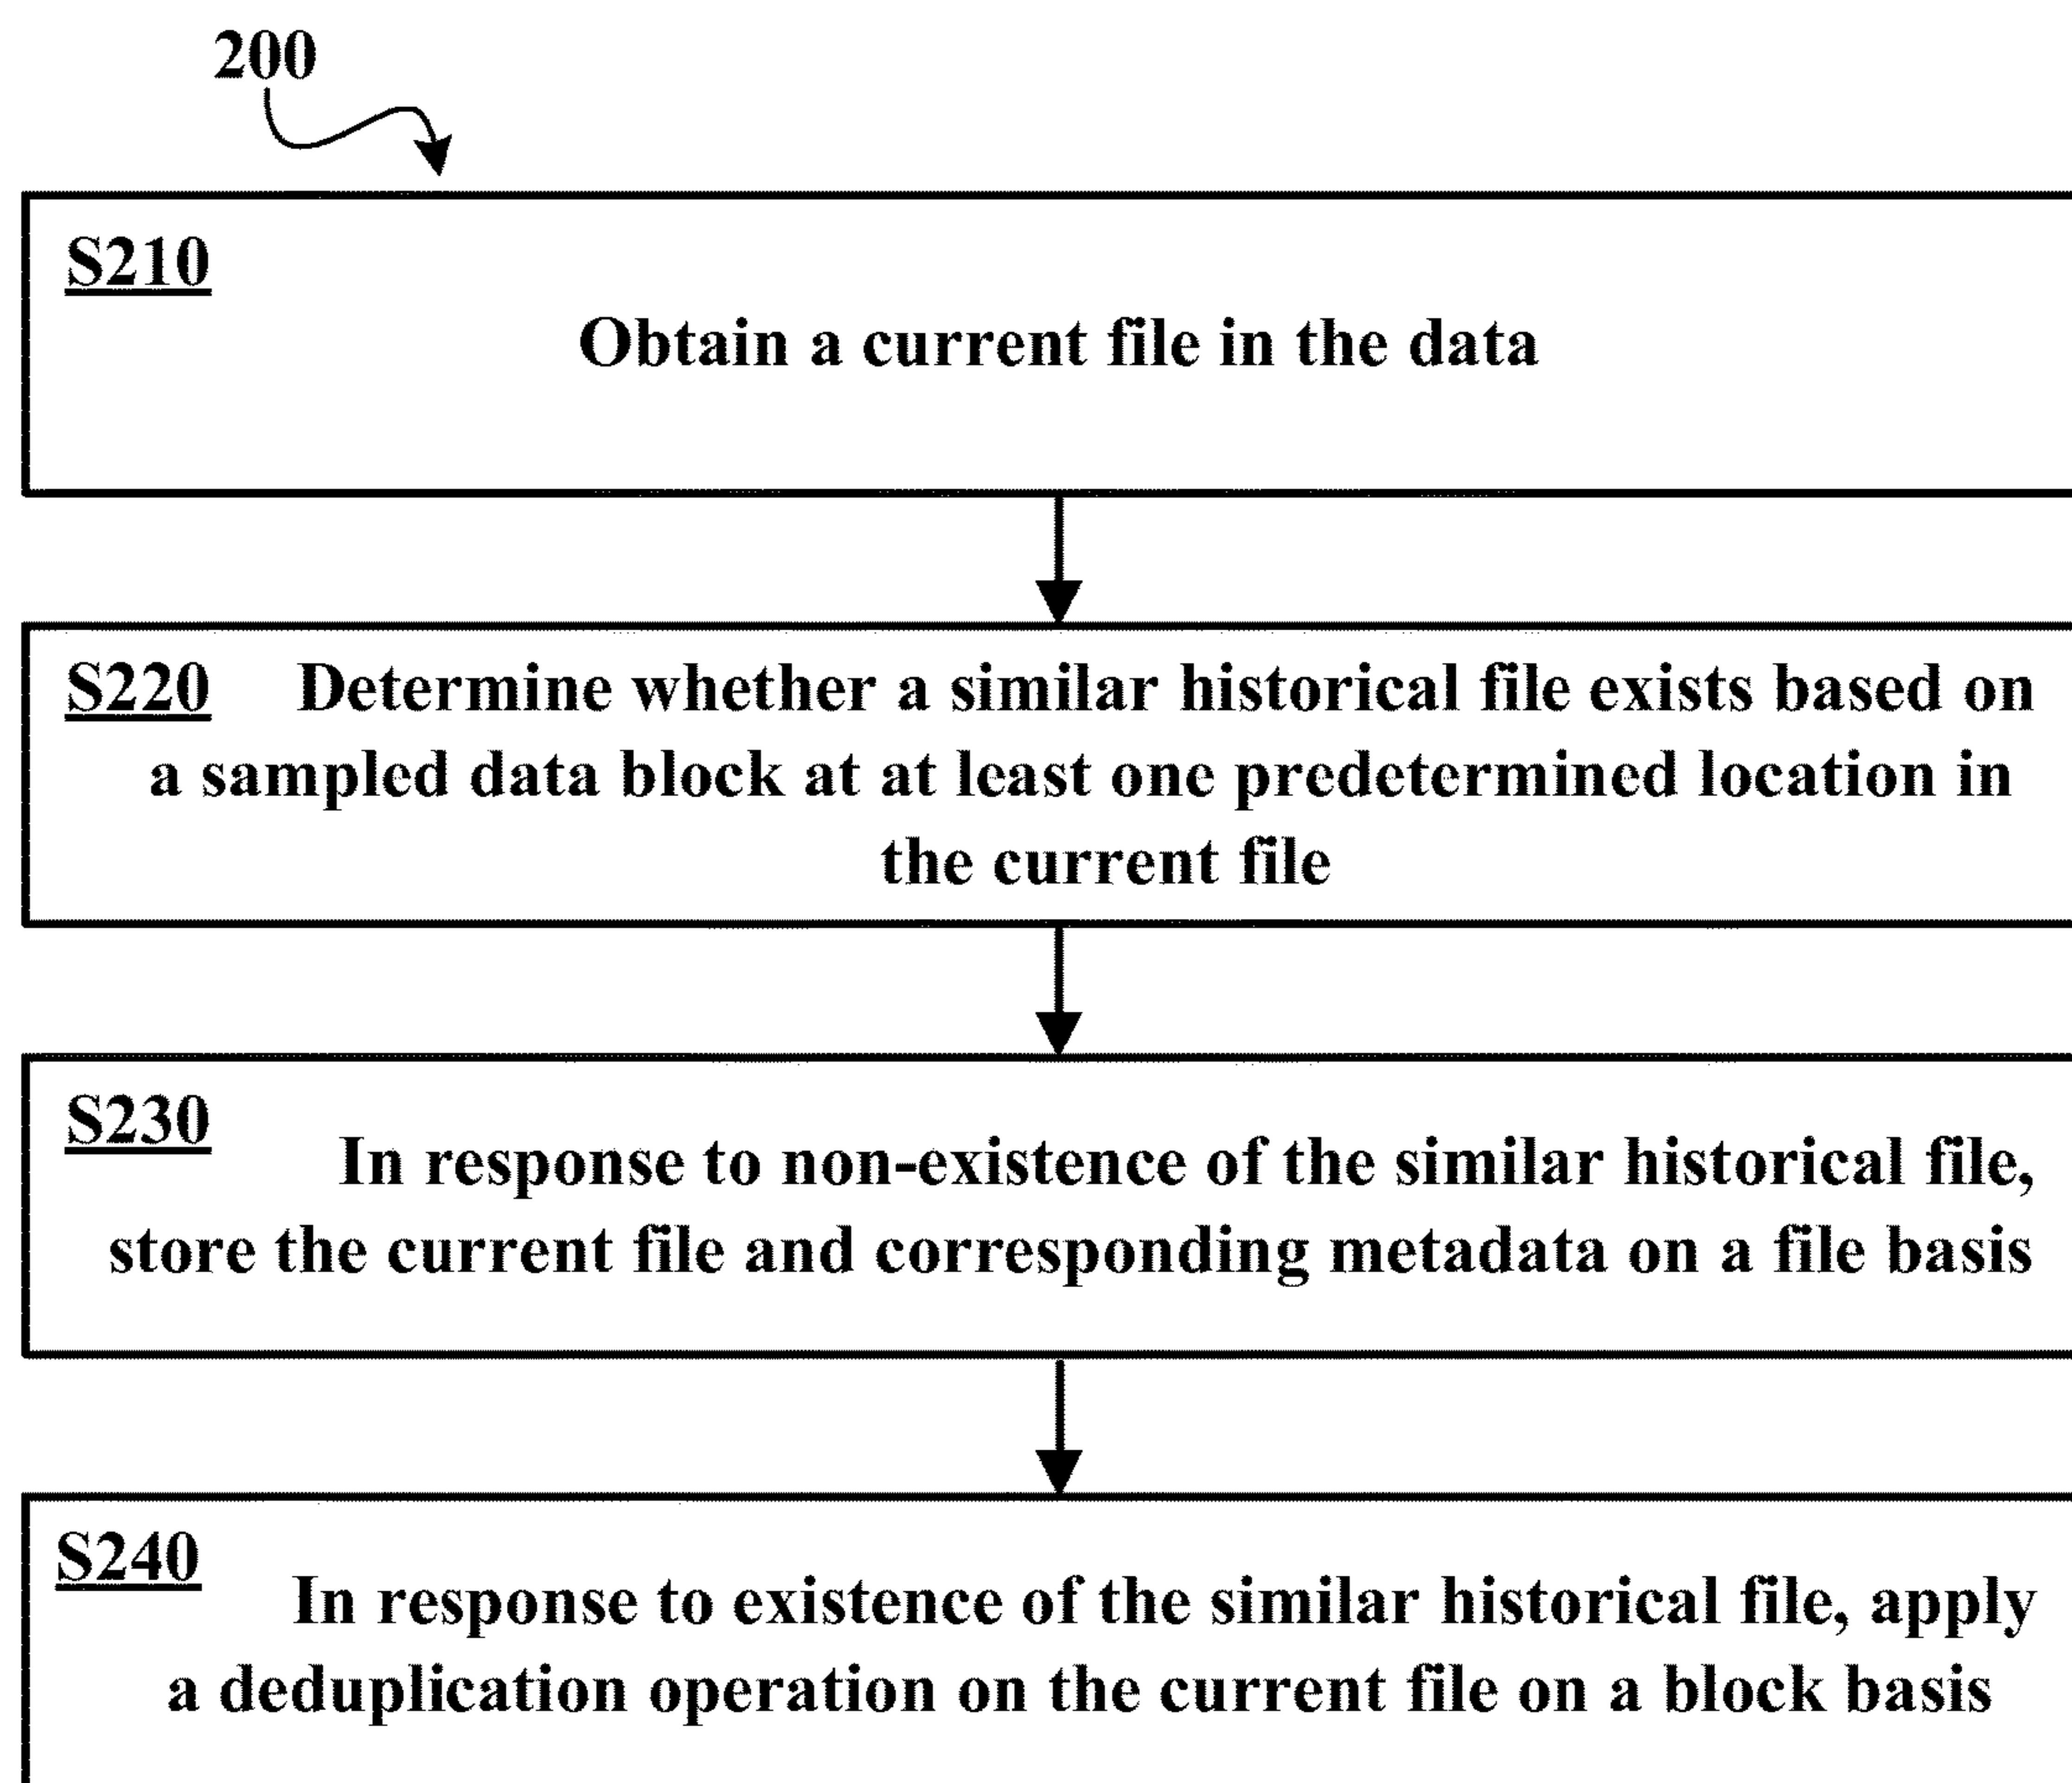 200
S210
Obtain a current file in the data
S220 Determine whether a similar historical file exists based on
a sampled data block at at least one predetermined location in
the current file
S230
In response to non-existence of the similar historical file,
store the current file and corresponding metadata on a file basis
S240
In response to existence of the similar historical file, apply
a deduplication operation on the current file on a block basis